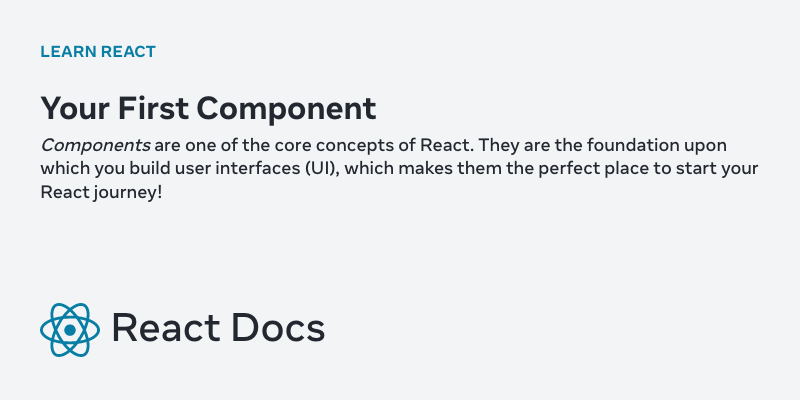 LEARN REACT
Your First Component
Components are one of the core concepts of React. They are the foundation upon
which you build user interfaces (UI), which makes them the perfect place to start your
React journey!
React Docs